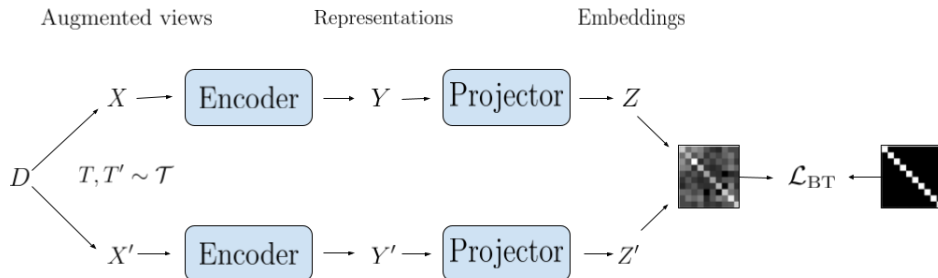 Augmented views Representations Embeddings
X Encoder Y Projector Z
D T, T′ ∼ 𝒯 ℒ_BT
X′ Encoder Y′ Projector Z′